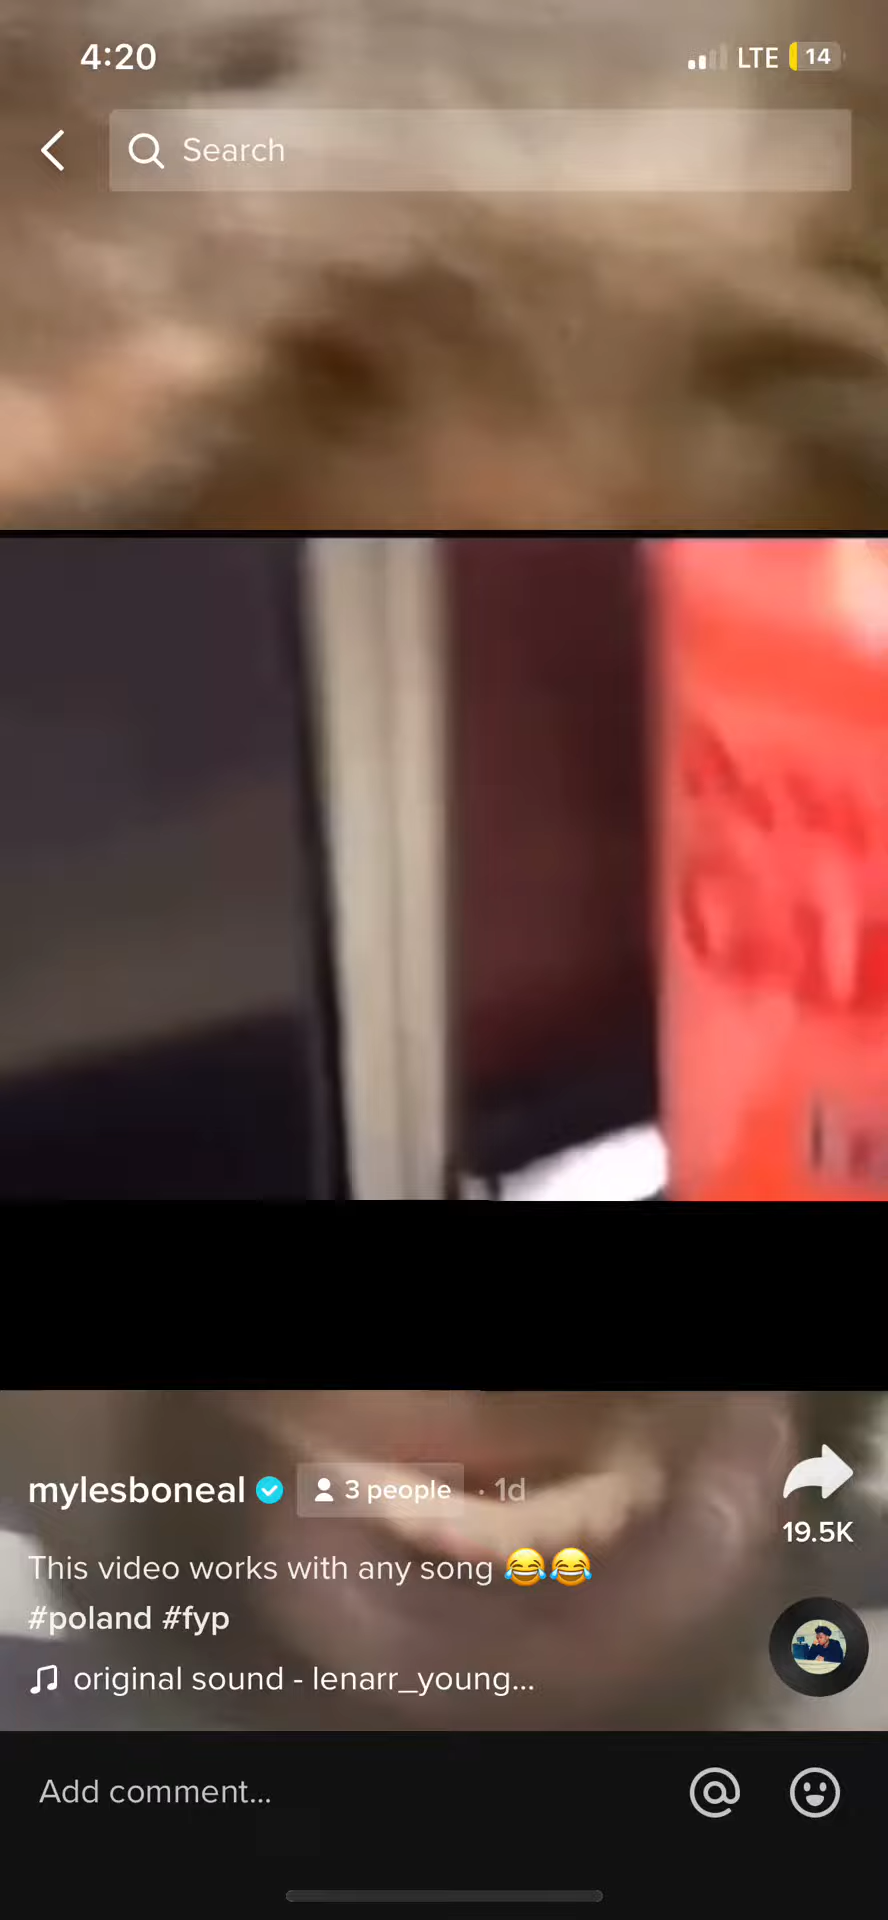 4:20
LTE 14
Search
mylesboneal 3 people · 1d
19.5K
This video works with any song 😂😂
#poland #fyp
original sound - lenarr_young...
Add comment...